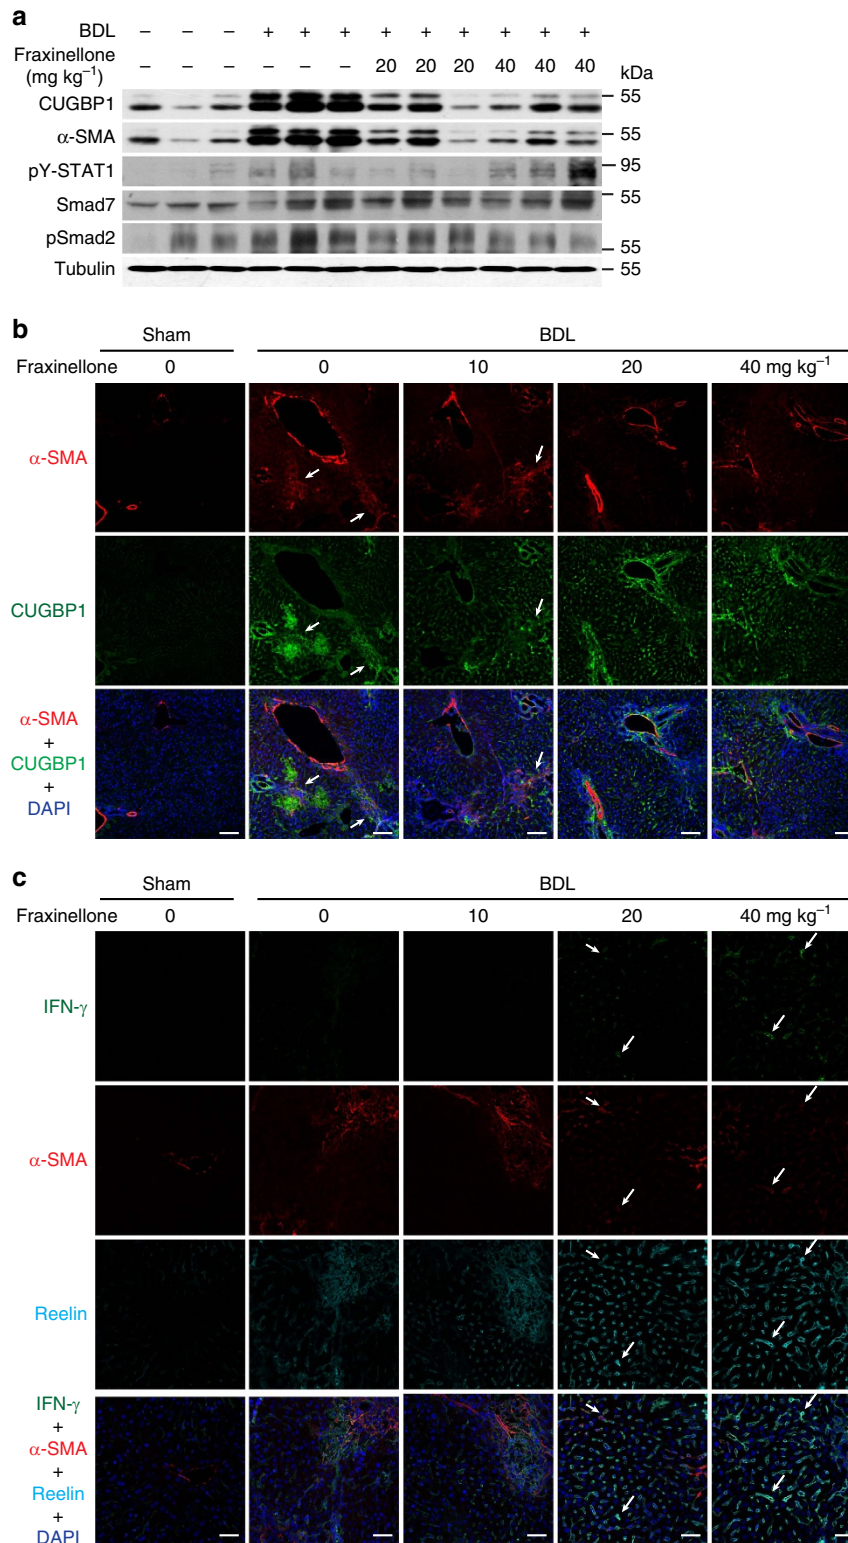 a
BDL – – – + + + + + + + + +
Fraxinellone
(mg kg⁻¹) – – – – – – 20 20 20 40 40 40 kDa
CUGBP1 55
α-SMA 55
pY-STAT1 95
Smad7 55
pSmad2 55
Tubulin 55
b
Sham BDL
Fraxinellone 0 0 10 20 40 mg kg⁻¹
α-SMA
CUGBP1
α-SMA
+
CUGBP1
+
DAPI
c
Sham BDL
Fraxinellone 0 0 10 20 40 mg kg⁻¹
IFN-γ
α-SMA
Reelin
IFN-γ
+
α-SMA
+
Reelin
+
DAPI